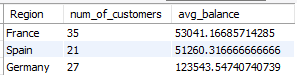 Region num_of_customers avg_balance
France 35 53041.16685714285
Spain 21 51260.316666666666
Germany 27 123543.54740740739